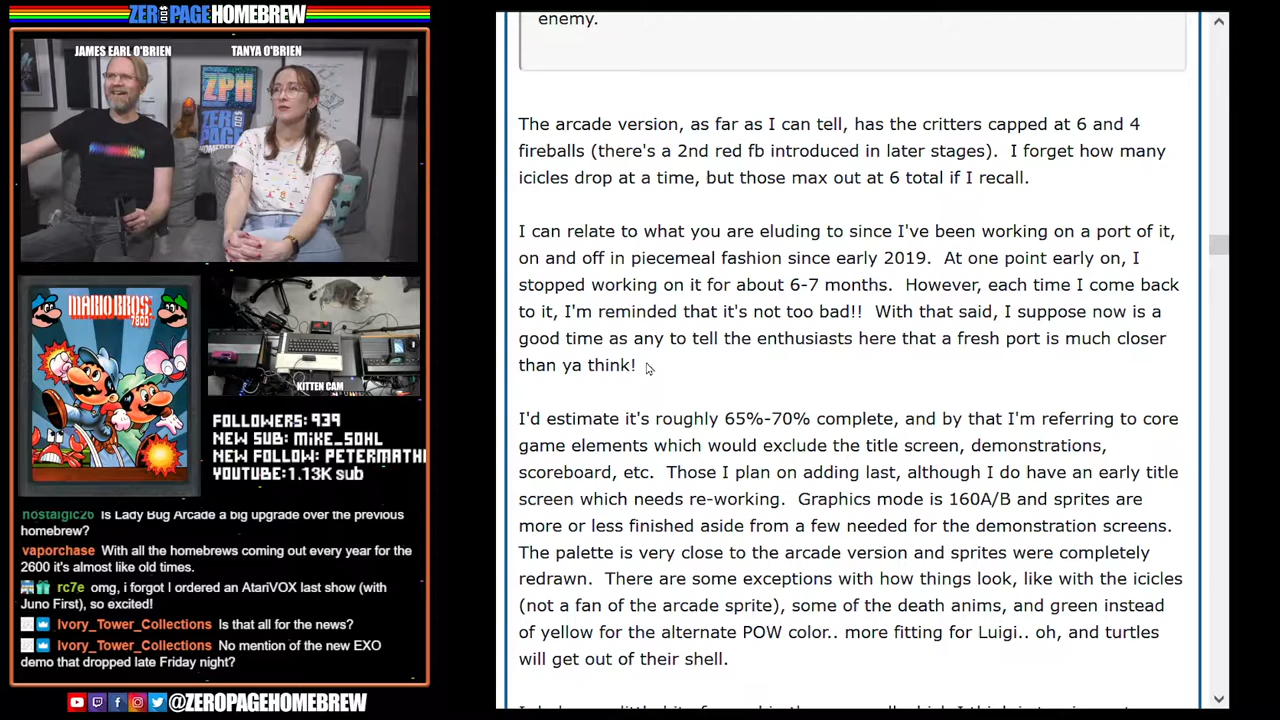 ZEROPAGE HOMEBREW
JAMES EARL O'BRIEN
TANYA O'BRIEN
ZPH
MARIO BROS.
7800
KITTEN CAM
FOLLOWERS: 939
NEW SUB: MIKE_SOHL
NEW FOLLOW: PETERMATHI
YOUTUBE: 1.13K sub
nostalgic26 Is Lady Bug Arcade a big upgrade over the previous
homebrew?
vaporchase With all the homebrews coming out every year for the
2600 it's almost like old times.
rc7e omg, i forgot I ordered an AtariVOX last show (with
Juno First), so excited!
Ivory_Tower_Collections Is that all for the news?
Ivory_Tower_Collections No mention of the new EXO
demo that dropped late Friday night?
@ZEROPAGEHOMEBREW
enemy.
The arcade version, as far as I can tell, has the critters capped at 6 and 4
fireballs (there's a 2nd red fb introduced in later stages).  I forget how many
icicles drop at a time, but those max out at 6 total if I recall.
I can relate to what you are eluding to since I've been working on a port of it,
on and off in piecemeal fashion since early 2019.  At one point early on, I
stopped working on it for about 6-7 months.  However, each time I come back
to it, I'm reminded that it's not too bad!!  With that said, I suppose now is a
good time as any to tell the enthusiasts here that a fresh port is much closer
than ya think!
I'd estimate it's roughly 65%-70% complete, and by that I'm referring to core
game elements which would exclude the title screen, demonstrations,
scoreboard, etc.  Those I plan on adding last, although I do have an early title
screen which needs re-working.  Graphics mode is 160A/B and sprites are
more or less finished aside from a few needed for the demonstration screens.
The palette is very close to the arcade version and sprites were completely
redrawn.  There are some exceptions with how things look, like with the icicles
(not a fan of the arcade sprite), some of the death anims, and green instead
of yellow for the alternate POW color.. more fitting for Luigi.. oh, and turtles
will get out of their shell.